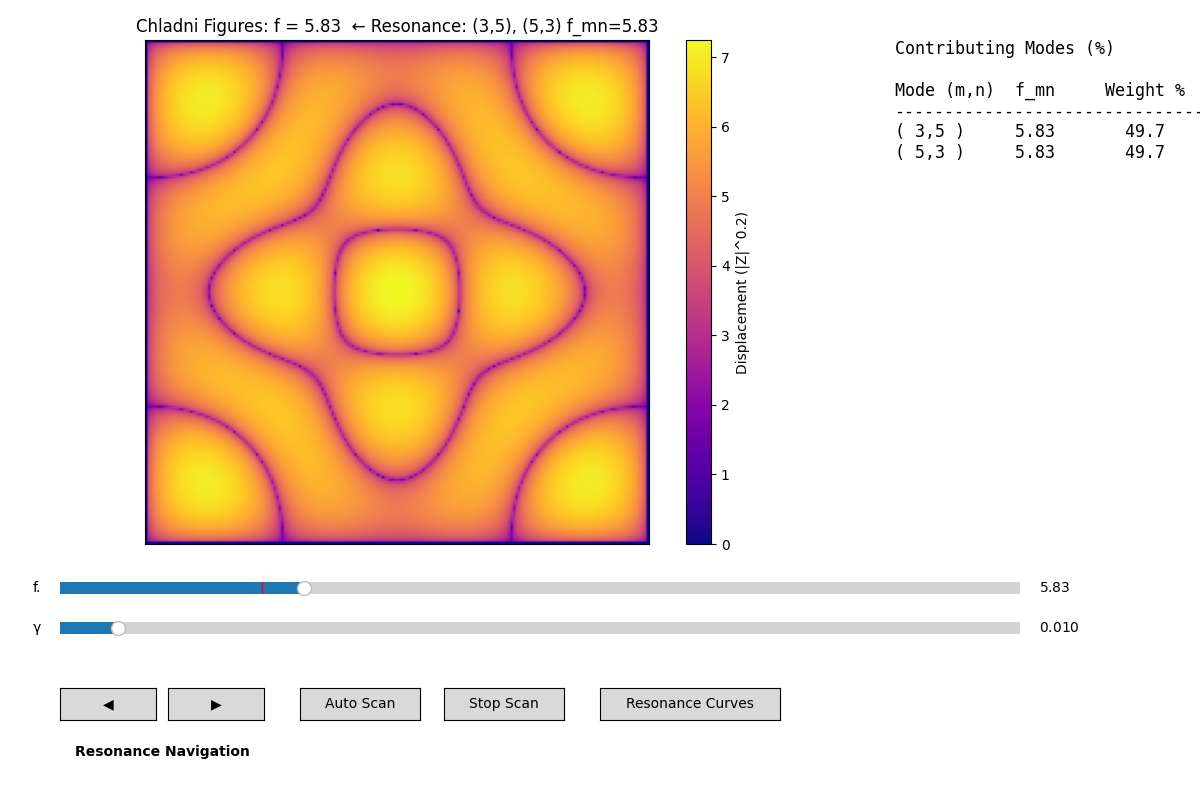 Chladni Figures: f = 5.83  ← Resonance: (3,5), (5,3) f_mn=5.83
7
6
5
4
3
2
1
0
Displacement (|Z|^0.2)
Contributing Modes (%)
Mode (m,n)  f_mn     Weight %
-------------------------------
( 3,5 )     5.83       49.7
( 5,3 )     5.83       49.7
f.
5.83
γ
0.010
◄
►
Auto Scan
Stop Scan
Resonance Curves
Resonance Navigation